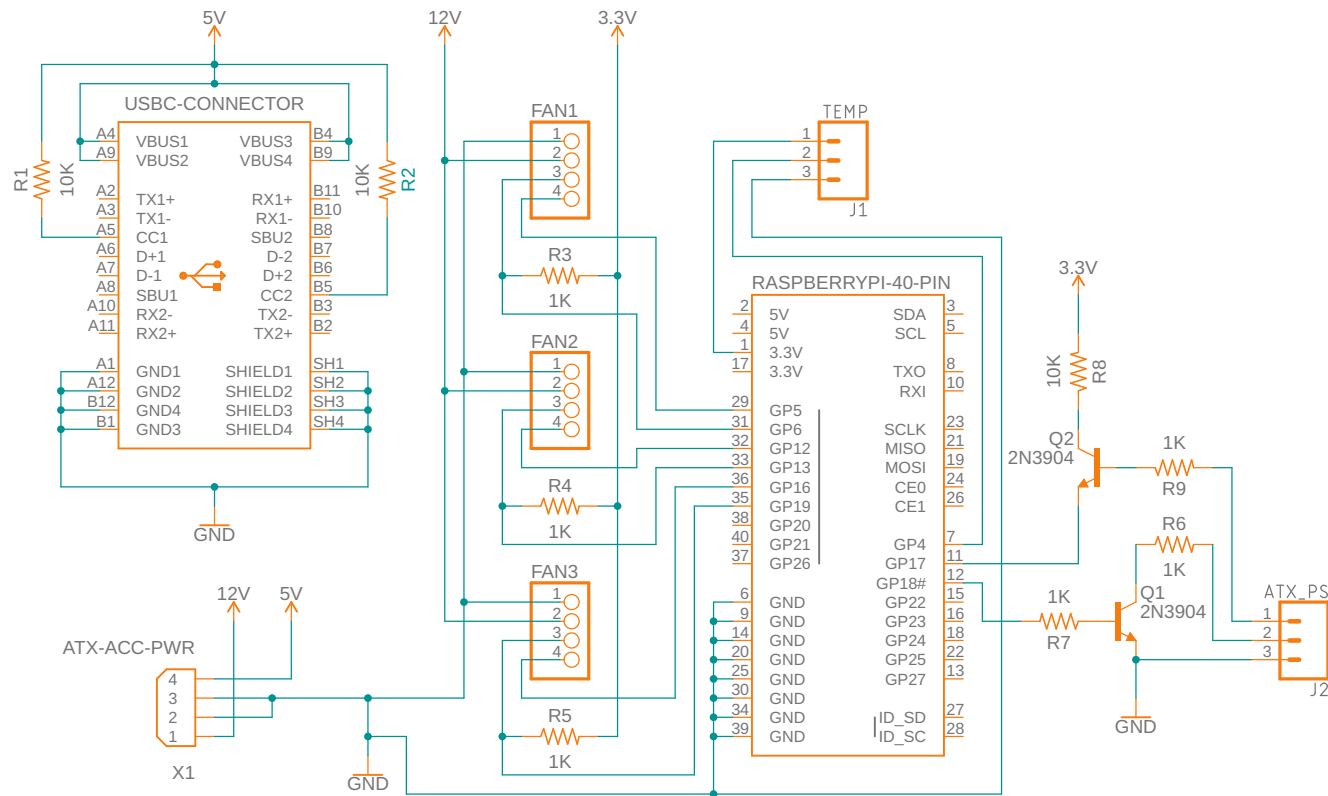 5V
12V
3.3V
USBC-CONNECTOR
R1
10K
10K
R2
A4 VBUS1 VBUS3 B4
A9 VBUS2 VBUS4 B9
A2 TX1+ RX1+ B11
A3 TX1- RX1- B10
A5 CC1 SBU2 B8
A6 D+1 D-2 B7
A7 D-1 D+2 B6
A8 SBU1 CC2 B5
A10 RX2- TX2- B3
A11 RX2+ TX2+ B2
A1 GND1 SHIELD1 SH1
A12 GND2 SHIELD2 SH2
B12 GND4 SHIELD3 SH3
B1 GND3 SHIELD4 SH4
GND
12V
5V
ATX-ACC-PWR
4
3
2
1
X1
GND
FAN1
1
2
3
4
R3
1K
FAN2
1
2
3
4
R4
1K
FAN3
1
2
3
4
R5
1K
TEMP
1
2
3
J1
RASPBERRYPI-40-PIN
2 5V SDA 3
4 5V SCL 5
1 3.3V
17 3.3V TXO 8
RXI 10
29 GP5
31 GP6 SCLK 23
32 GP12 MISO 21
33 GP13 MOSI 19
36 GP16 CE0 24
35 GP19 CE1 26
38 GP20
40 GP21 GP4 7
37 GP26 GP17 11
GP18# 12
6 GND GP22 15
9 GND GP23 16
14 GND GP24 18
20 GND GP25 22
25 GND GP27 13
30 GND
34 GND ID_SD 27
39 GND ID_SC 28
3.3V
10K
R8
Q2
2N3904
1K
R9
R6
1K
Q1
2N3904
1K
R7
GND
ATX_PS
1
2
3
J2